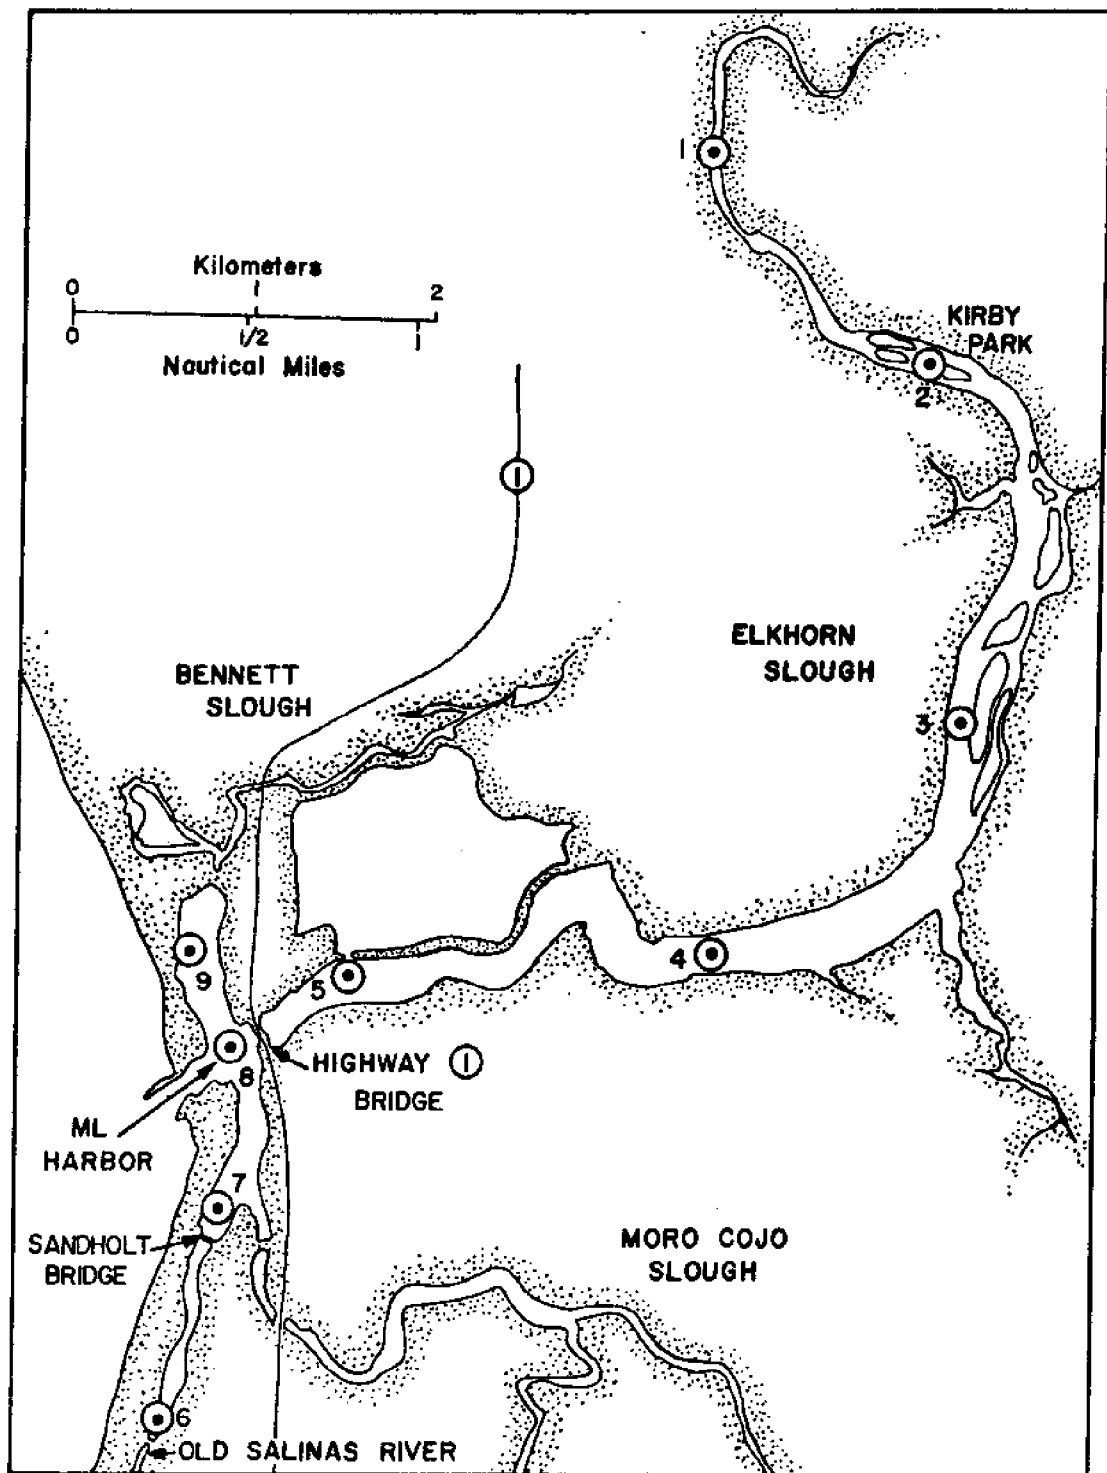 1
Kilometers
0 1 2
0 1/2 1
Nautical Miles
KIRBY
PARK
2
1
ELKHORN
SLOUGH
BENNETT
SLOUGH
3
4
9
5
HIGHWAY 1
BRIDGE
8
ML
HARBOR
7
SANDHOLT
BRIDGE
MORO COJO
SLOUGH
6
OLD SALINAS RIVER